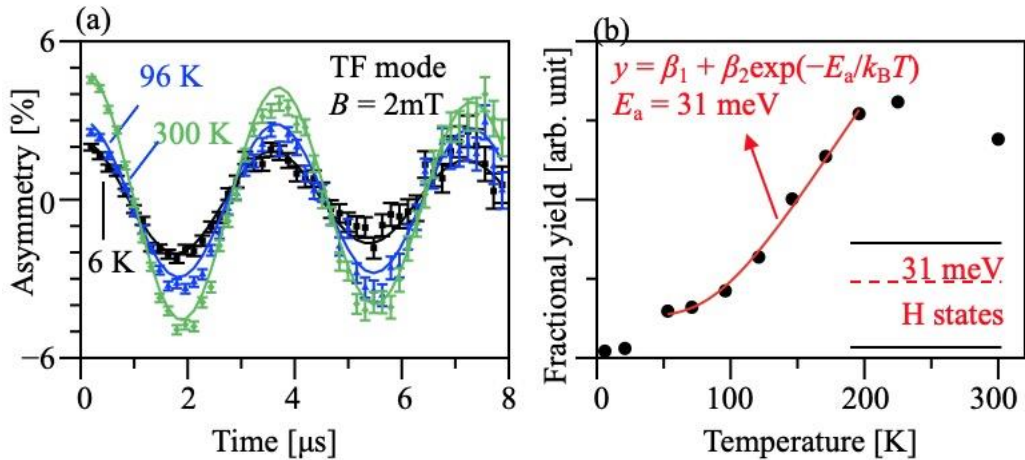 (a)
6
0
−6
Asymmetry [%]
96 K
300 K
6 K
TF mode
B = 2mT
0
2
4
6
8
Time [μs]
(b)
Fractional yield [arb. unit]
y = β₁ + β₂exp(−Eₐ/k_BT)
Eₐ = 31 meV
31 meV
H states
0
100
200
300
Temperature [K]